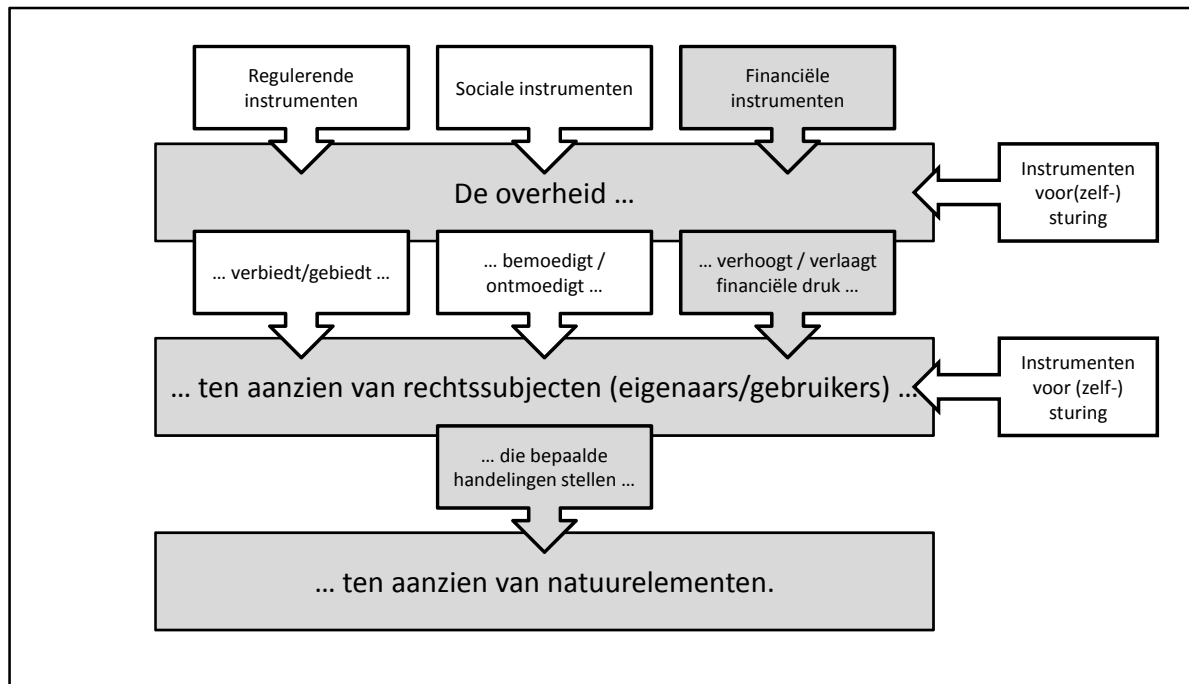 Regulerende
instrumenten
Sociale instrumenten
Financiële
instrumenten
De overheid ...
Instrumenten
voor(zelf-)
sturing
... verbiedt/gebiedt ...
... bemoedigt /
ontmoedigt ...
... verhoogt / verlaagt
financiële druk ...
... ten aanzien van rechtssubjecten (eigenaars/gebruikers) ...
Instrumenten
voor (zelf-)
sturing
... die bepaalde
handelingen stellen ...
... ten aanzien van natuurelementen.